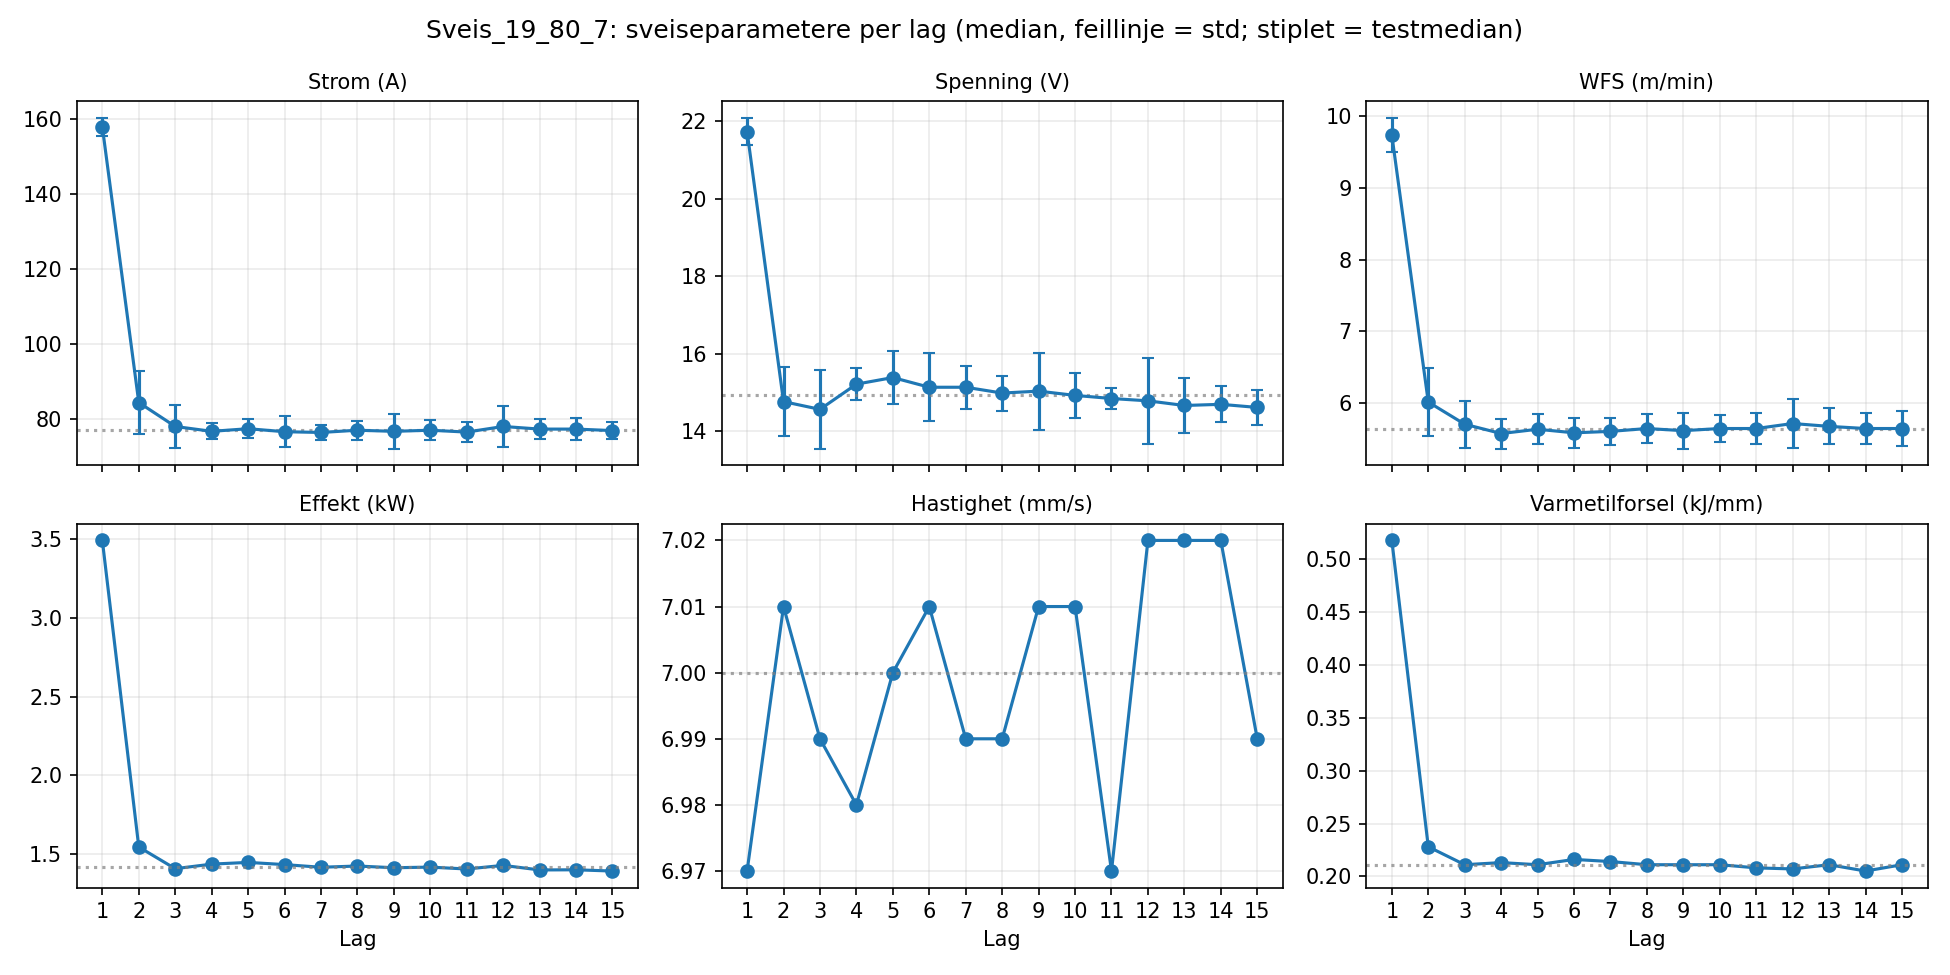 Sveis_19_80_7: sveiseparametere per lag (median, feillinje = std; stiplet = testmedian)
Strom (A)
160
140
120
100
80
Spenning (V)
22
20
18
16
14
WFS (m/min)
10
9
8
7
6
Effekt (kW)
3.5
3.0
2.5
2.0
1.5
1 2 3 4 5 6 7 8 9 10 11 12 13 14 15
Lag
Hastighet (mm/s)
7.02
7.01
7.00
6.99
6.98
6.97
1 2 3 4 5 6 7 8 9 10 11 12 13 14 15
Lag
Varmetilforsel (kJ/mm)
0.50
0.45
0.40
0.35
0.30
0.25
0.20
1 2 3 4 5 6 7 8 9 10 11 12 13 14 15
Lag